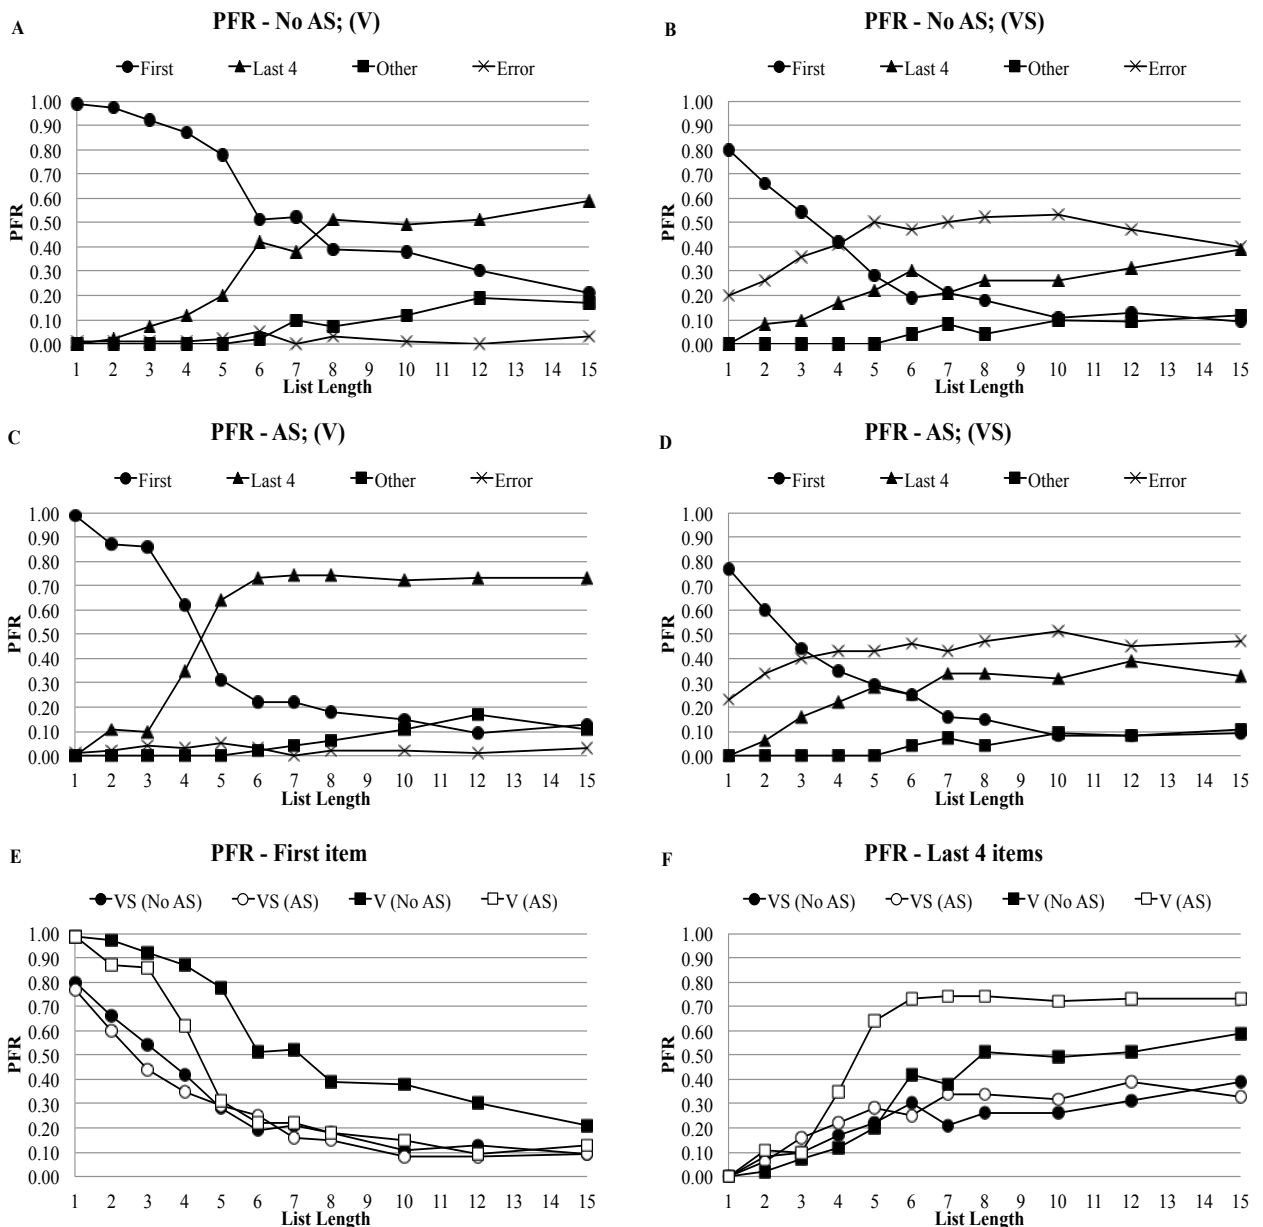 A
PFR - No AS; (V)
First Last 4 Other Error
1.00
0.90
0.80
0.70
0.60
0.50
0.40
0.30
0.20
0.10
0.00
PFR
1 2 3 4 5 6 7 8 9 10 11 12 13 14 15
List Length
B
PFR - No AS; (VS)
First Last 4 Other Error
1.00
0.90
0.80
0.70
0.60
0.50
0.40
0.30
0.20
0.10
0.00
PFR
1 2 3 4 5 6 7 8 9 10 11 12 13 14 15
List Length
C
PFR - AS; (V)
First Last 4 Other Error
1.00
0.90
0.80
0.70
0.60
0.50
0.40
0.30
0.20
0.10
0.00
PFR
1 2 3 4 5 6 7 8 9 10 11 12 13 14 15
List Length
D
PFR - AS; (VS)
First Last 4 Other Error
1.00
0.90
0.80
0.70
0.60
0.50
0.40
0.30
0.20
0.10
0.00
PFR
1 2 3 4 5 6 7 8 9 10 11 12 13 14 15
List Length
E
PFR - First item
VS (No AS) VS (AS) V (No AS) V (AS)
1.00
0.90
0.80
0.70
0.60
0.50
0.40
0.30
0.20
0.10
0.00
PFR
1 2 3 4 5 6 7 8 9 10 11 12 13 14 15
List Length
F
PFR - Last 4 items
VS (No AS) VS (AS) V (No AS) V (AS)
1.00
0.90
0.80
0.70
0.60
0.50
0.40
0.30
0.20
0.10
0.00
PFR
1 2 3 4 5 6 7 8 9 10 11 12 13 14 15
List Length